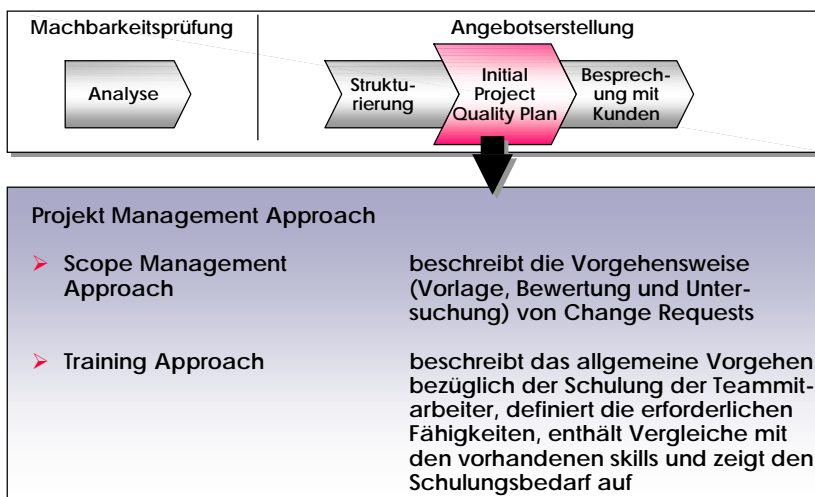 Machbarkeitsprüfung
Angebotserstellung
Analyse
Struktu-
rierung
Initial
Project
Quality Plan
Besprech-
ung mit
Kunden
Projekt Management Approach
Scope Management
Approach
beschreibt die Vorgehensweise
(Vorlage, Bewertung und Unter-
suchung) von Change Requests
Training Approach
beschreibt das allgemeine Vorgehen
bezüglich der Schulung der Teammit-
arbeiter, definiert die erforderlichen
Fähigkeiten, enthält Vergleiche mit
den vorhandenen skills und zeigt den
Schulungsbedarf auf